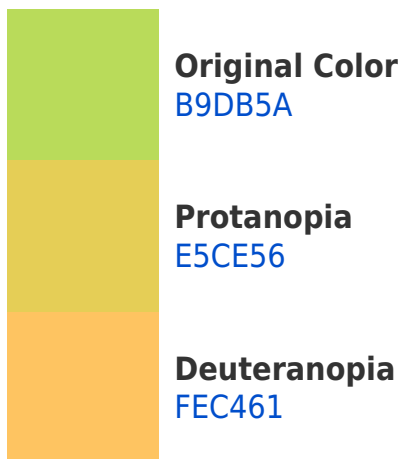 Original Color
B9DB5A
Protanopia
E5CE56
Deuteranopia
FEC461